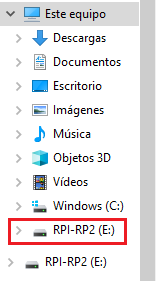 Este equipo
Descargas
Documentos
Escritorio
Imágenes
Música
Objetos 3D
Vídeos
Windows (C:)
RPI-RP2 (E:)
RPI-RP2 (E:)